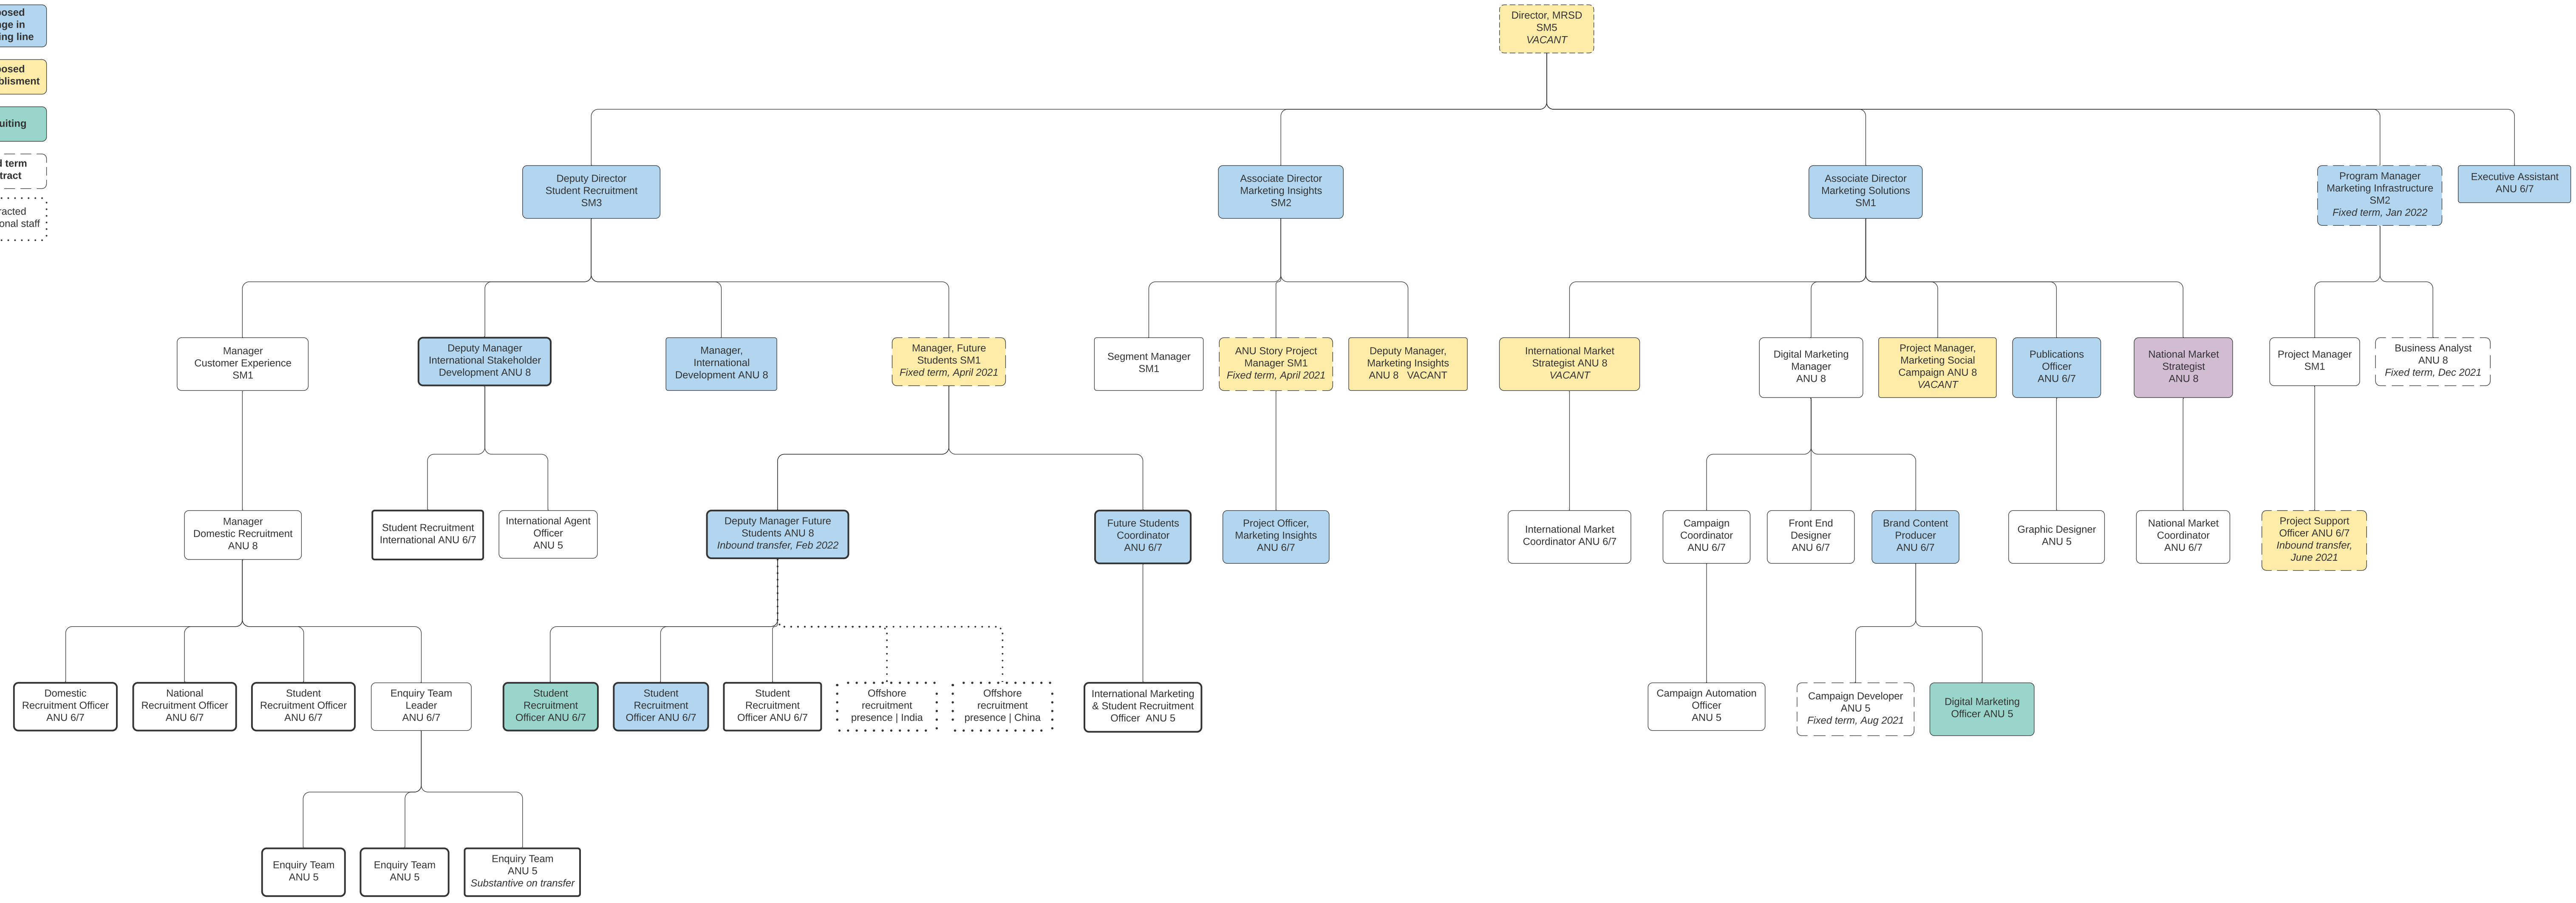 posed
nge in
ing line
posed
blisment
uiting
d term
tract
racted
onal staff
Director, MRSD
SM5
VACANT
Deputy Director
Student Recruitment
SM3
Associate Director
Marketing Insights
SM2
Associate Director
Marketing Solutions
SM1
Program Manager
Marketing Infrastructure
SM2
Fixed term, Jan 2022
Executive Assistant
ANU 6/7
Manager
Customer Experience
SM1
Deputy Manager
International Stakeholder
Development ANU 8
Manager,
International
Development ANU 8
Manager, Future
Students SM1
Fixed term, April 2021
Segment Manager
SM1
ANU Story Project
Manager SM1
Fixed term, April 2021
Deputy Manager,
Marketing Insights
ANU 8 VACANT
International Market
Strategist ANU 8
VACANT
Digital Marketing
Manager
ANU 8
Project Manager,
Marketing Social
Campaign ANU 8
VACANT
Publications
Officer
ANU 6/7
National Market
Strategist
ANU 8
Project Manager
SM1
Business Analyst
ANU 8
Fixed term, Dec 2021
Manager
Domestic Recruitment
ANU 8
Student Recruitment
International ANU 6/7
International Agent
Officer
ANU 5
Deputy Manager Future
Students ANU 8
Inbound transfer, Feb 2022
Future Students
Coordinator
ANU 6/7
Project Officer,
Marketing Insights
ANU 6/7
International Market
Coordinator ANU 6/7
Campaign
Coordinator
ANU 6/7
Front End
Designer
ANU 6/7
Brand Content
Producer
ANU 6/7
Graphic Designer
ANU 5
National Market
Coordinator
ANU 6/7
Project Support
Officer ANU 6/7
Inbound transfer,
June 2021
Domestic
Recruitment Officer
ANU 6/7
National
Recruitment Officer
ANU 6/7
Student
Recruitment Officer
ANU 6/7
Enquiry Team
Leader
ANU 6/7
Student
Recruitment
Officer ANU 6/7
Student
Recruitment
Officer ANU 6/7
Student
Recruitment
Officer ANU 6/7
Offshore
recruitment
presence | India
Offshore
recruitment
presence | China
International Marketing
& Student Recruitment
Officer ANU 5
Campaign Automation
Officer
ANU 5
Campaign Developer
ANU 5
Fixed term, Aug 2021
Digital Marketing
Officer ANU 5
Enquiry Team
ANU 5
Enquiry Team
ANU 5
Enquiry Team
ANU 5
Substantive on transfer